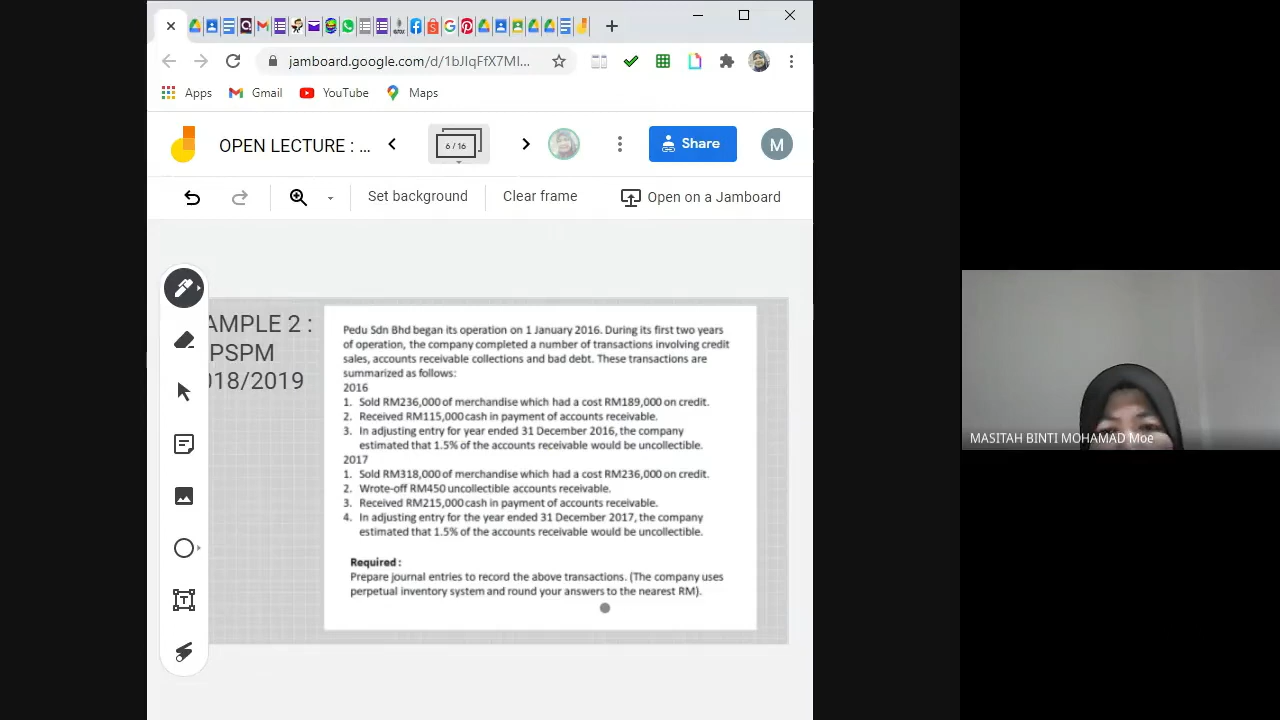 jamboard.google.com/d/1bJIqFfX7MI...
Apps
Gmail
YouTube
Maps
OPEN LECTURE : ...
6 / 16
Share
M
Set background
Clear frame
Open on a Jamboard
AMPLE 2 :
PSPM
018/2019
Pedu Sdn Bhd began its operation on 1 January 2016. During its first two years
of operation, the company completed a number of transactions involving credit
sales, accounts receivable collections and bad debt. These transactions are
summarized as follows:
2016
1. Sold RM236,000 of merchandise which had a cost RM189,000 on credit.
2. Received RM115,000 cash in payment of accounts receivable.
3. In adjusting entry for year ended 31 December 2016, the company
estimated that 1.5% of the accounts receivable would be uncollectible.
2017
1. Sold RM318,000 of merchandise which had a cost RM236,000 on credit.
2. Wrote-off RM450 uncollectible accounts receivable.
3. Received RM215,000 cash in payment of accounts receivable.
4. In adjusting entry for the year ended 31 December 2017, the company
estimated that 1.5% of the accounts receivable would be uncollectible.
Required :
Prepare journal entries to record the above transactions. (The company uses
perpetual inventory system and round your answers to the nearest RM).
MASITAH BINTI MOHAMAD Moe